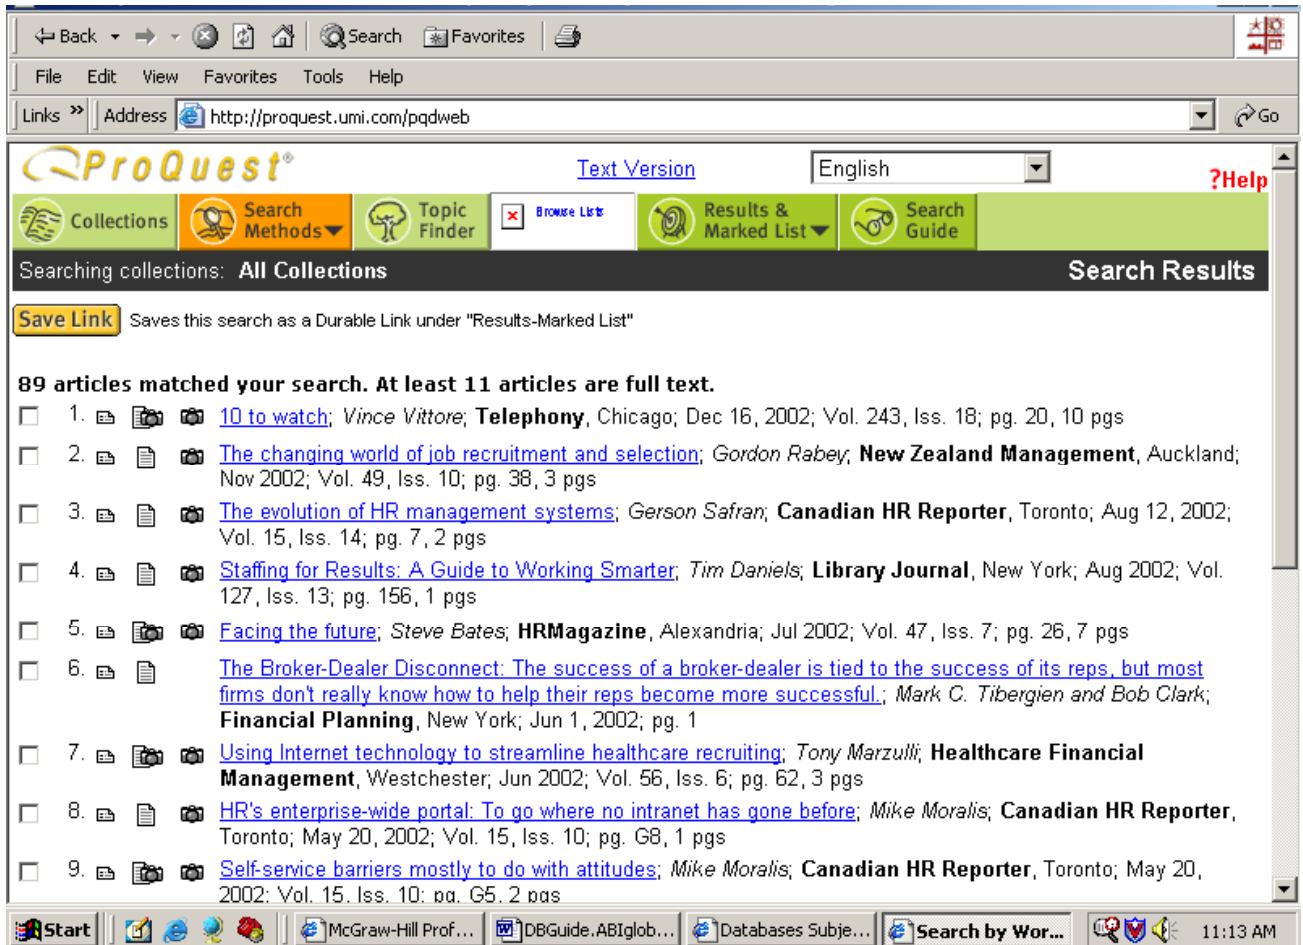 Back Search Favorites
File Edit View Favorites Tools Help
Links » Address http://proquest.umi.com/pqdweb Go
ProQuest® Text Version English ?Help
Collections Search Methods Topic Finder Browse Lists Results & Marked List Search Guide
Searching collections: All Collections Search Results
Save Link Saves this search as a Durable Link under "Results-Marked List"
89 articles matched your search. At least 11 articles are full text.
1. 10 to watch; Vince Vittore; Telephony, Chicago; Dec 16, 2002; Vol. 243, Iss. 18; pg. 20, 10 pgs
2. The changing world of job recruitment and selection; Gordon Rabey; New Zealand Management, Auckland;
Nov 2002; Vol. 49, Iss. 10; pg. 38, 3 pgs
3. The evolution of HR management systems; Gerson Safran; Canadian HR Reporter, Toronto; Aug 12, 2002;
Vol. 15, Iss. 14; pg. 7, 2 pgs
4. Staffing for Results: A Guide to Working Smarter; Tim Daniels; Library Journal, New York; Aug 2002; Vol.
127, Iss. 13; pg. 156, 1 pgs
5. Facing the future; Steve Bates; HRMagazine, Alexandria; Jul 2002; Vol. 47, Iss. 7; pg. 26, 7 pgs
6. The Broker-Dealer Disconnect: The success of a broker-dealer is tied to the success of its reps, but most
firms don't really know how to help their reps become more successful.; Mark C. Tibergien and Bob Clark;
Financial Planning, New York; Jun 1, 2002; pg. 1
7. Using Internet technology to streamline healthcare recruiting; Tony Marzulli; Healthcare Financial
Management, Westchester; Jun 2002; Vol. 56, Iss. 6; pg. 62, 3 pgs
8. HR's enterprise-wide portal: To go where no intranet has gone before; Mike Moralis; Canadian HR Reporter,
Toronto; May 20, 2002; Vol. 15, Iss. 10; pg. G8, 1 pgs
9. Self-service barriers mostly to do with attitudes; Mike Moralis; Canadian HR Reporter, Toronto; May 20,
2002; Vol. 15, Iss. 10; pg. G5, 2 pgs
Start McGraw-Hill Prof... DBGuide.ABIglob... Databases Subje... Search by Wor... 11:13 AM